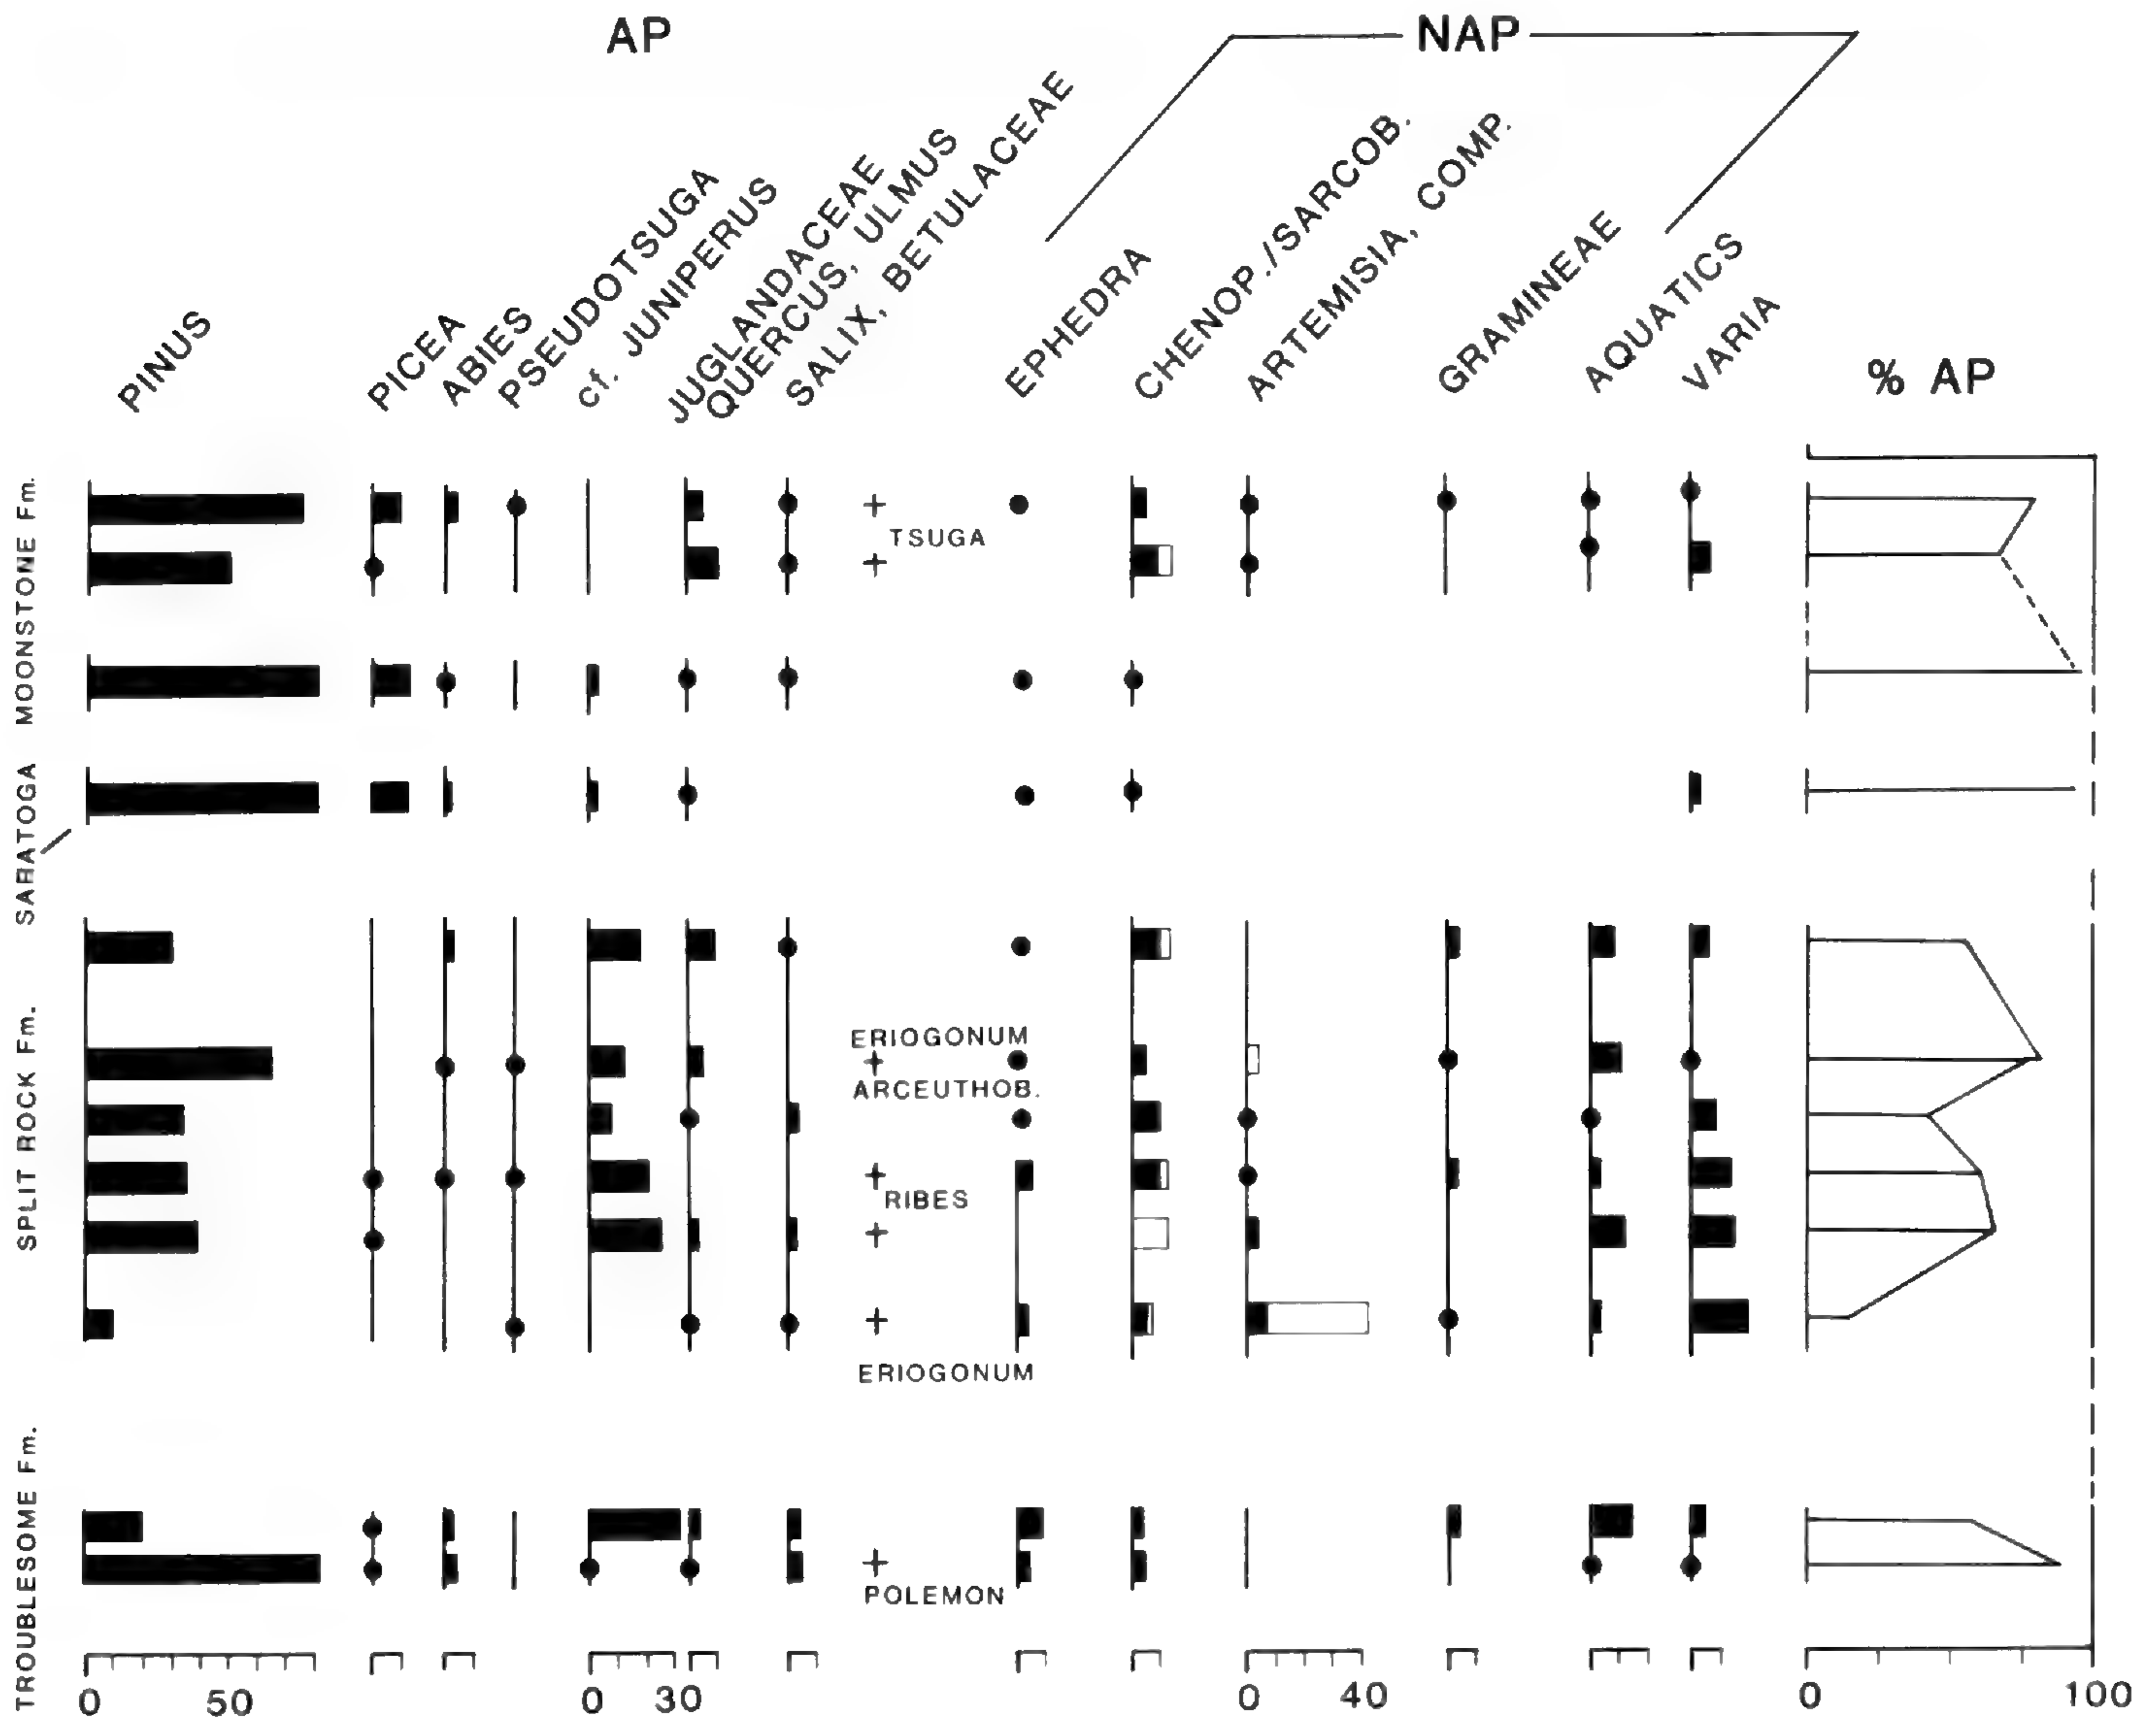 AP
NAP
PINUS
PICEA
ABIES
PSEUDOTSUGA
cf. JUNIPERUS
JUGLANDACEAE
QUERCUS, ULMUS
SALIX, BETULACEAE
EPHEDRA
CHENOP./SARCOB.
ARTEMISIA, COMP.
GRAMINEAE
AQUATICS
VARIA
% AP
MOONSTONE Fm.
+
TSUGA
+
SARATOGA
SPLIT ROCK Fm.
ERIOGONUM
+
ARCEUTHOB.
+
RIBES
+
+
ERIOGONUM
TROUBLESOME Fm.
+
POLEMON
0 50 0 30 0 40 0 100